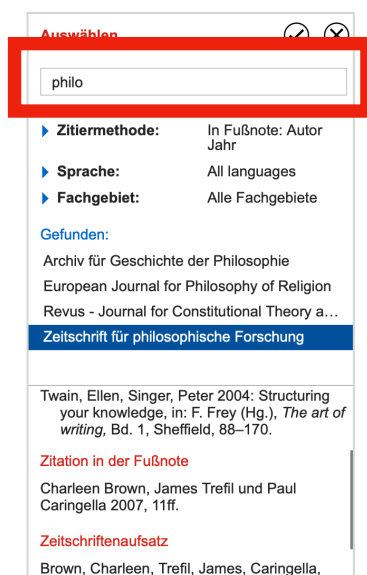 Auswählen
philo
Zitiermethode: In Fußnote: Autor
Jahr
Sprache: All languages
Fachgebiet: Alle Fachgebiete
Gefunden:
Archiv für Geschichte der Philosophie
European Journal for Philosophy of Religion
Revus - Journal for Constitutional Theory a…
Zeitschrift für philosophische Forschung
Twain, Ellen, Singer, Peter 2004: Structuring
your knowledge, in: F. Frey (Hg.), The art of
writing, Bd. 1, Sheffield, 88–170.
Zitation in der Fußnote
Charleen Brown, James Trefil und Paul
Caringella 2007, 11ff.
Zeitschriftenaufsatz
Brown, Charleen, Trefil, James, Caringella,